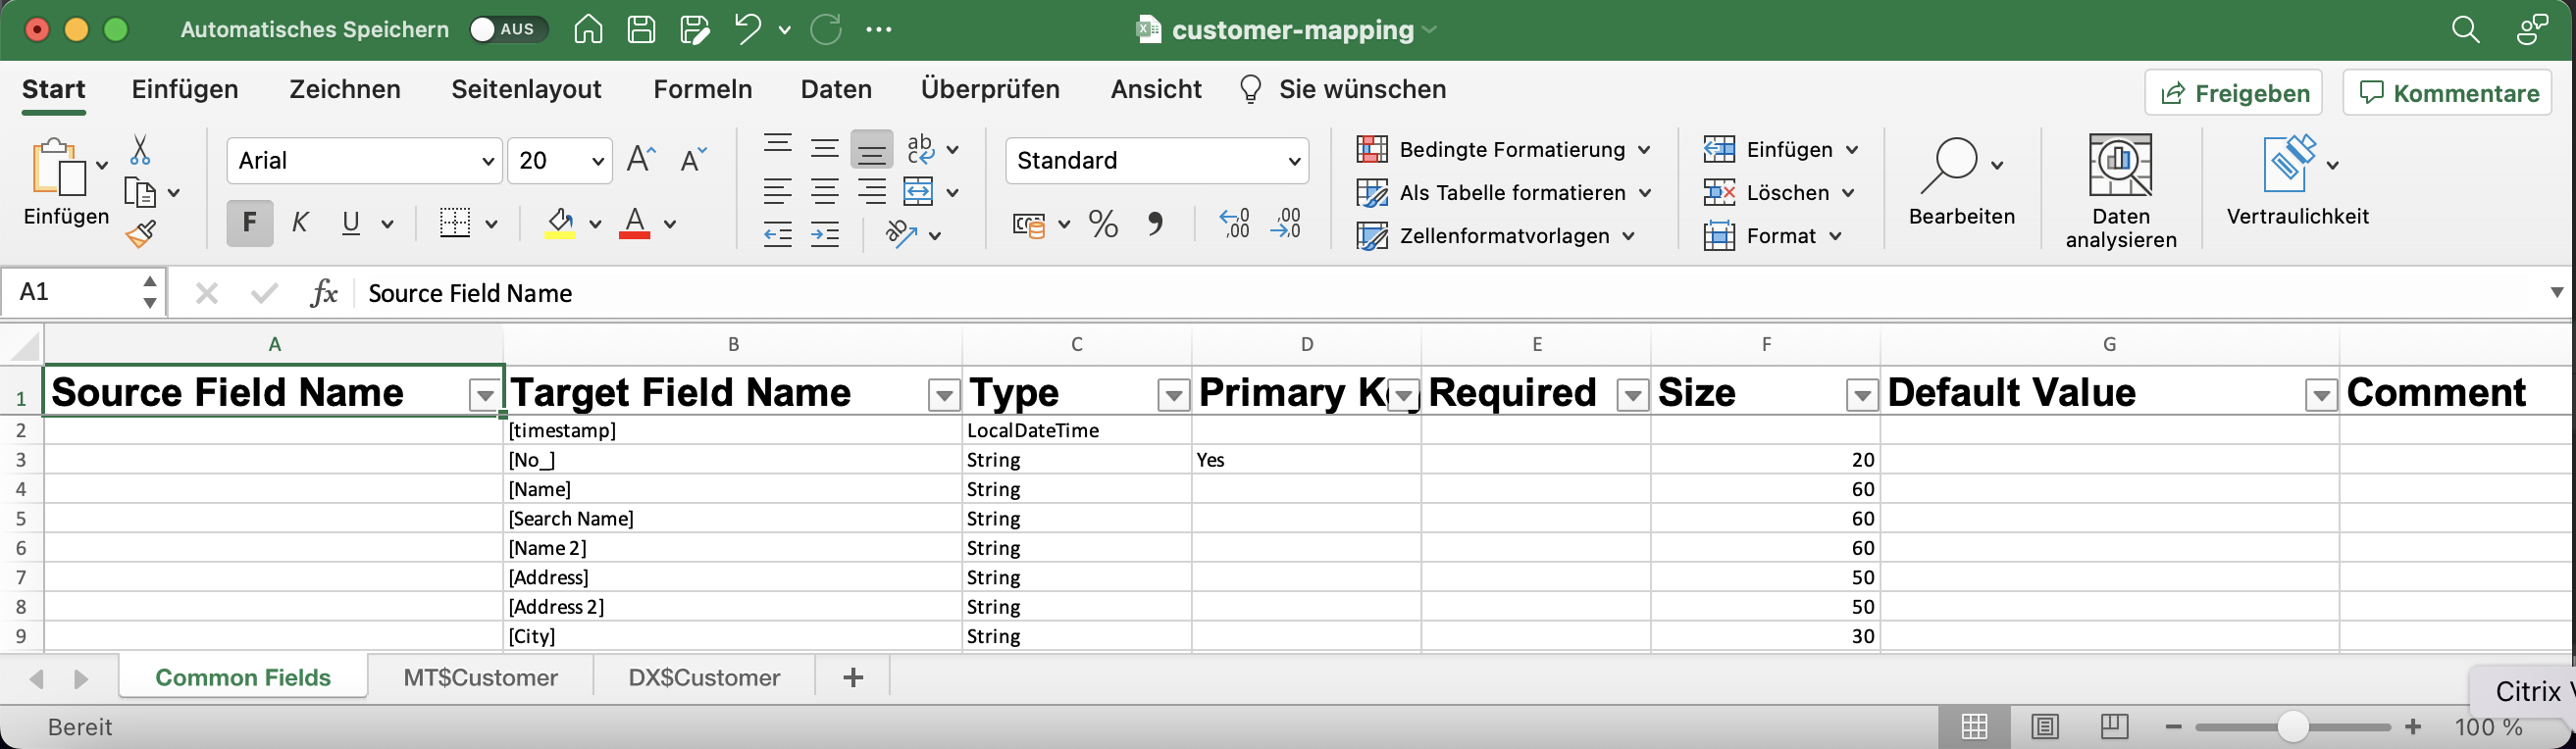 Automatisches Speichern AUS customer-mapping
Start Einfügen Zeichnen Seitenlayout Formeln Daten Überprüfen Ansicht Sie wünschen Freigeben Kommentare
Einfügen
Arial 20
F K U
Standard
Bedingte Formatierung
Als Tabelle formatieren
Zellenformatvorlagen
Einfügen
Löschen
Format
Bearbeiten
Daten
analysieren
Vertraulichkeit
A1 fx Source Field Name
A B C D E F G
1 Source Field Name Target Field Name Type Primary Key Required Size Default Value Comment
2 [timestamp] LocalDateTime
3 [No_] String Yes 20
4 [Name] String 60
5 [Search Name] String 60
6 [Name 2] String 60
7 [Address] String 50
8 [Address 2] String 50
9 [City] String 30
Common Fields MT$Customer DX$Customer +
Citrix V
Bereit 100 %